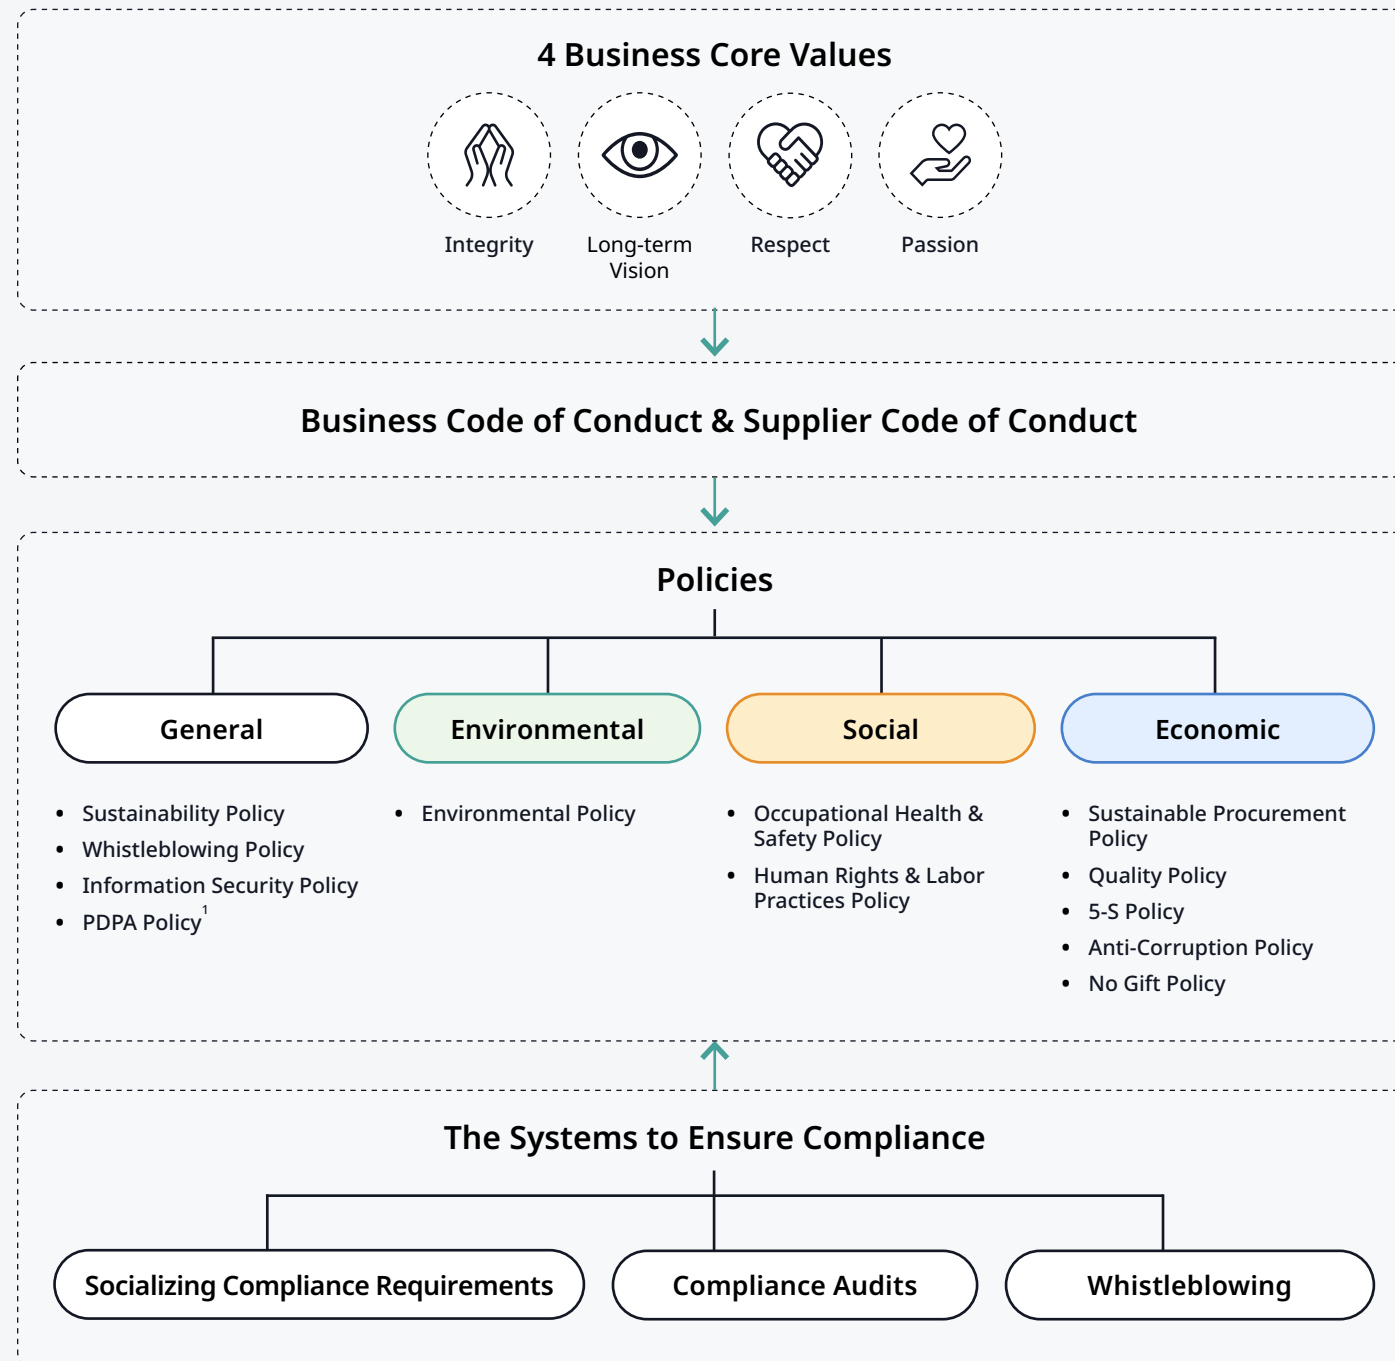 4 Business Core Values
Integrity
Long-term
Vision
Respect
Passion
Business Code of Conduct & Supplier Code of Conduct
Policies
General
• Sustainability Policy
• Whistleblowing Policy
• Information Security Policy
• PDPA Policy¹
Environmental
• Environmental Policy
Social
• Occupational Health &
Safety Policy
• Human Rights & Labor
Practices Policy
Economic
• Sustainable Procurement
Policy
• Quality Policy
• 5-S Policy
• Anti-Corruption Policy
• No Gift Policy
The Systems to Ensure Compliance
Socializing Compliance Requirements
Compliance Audits
Whistleblowing